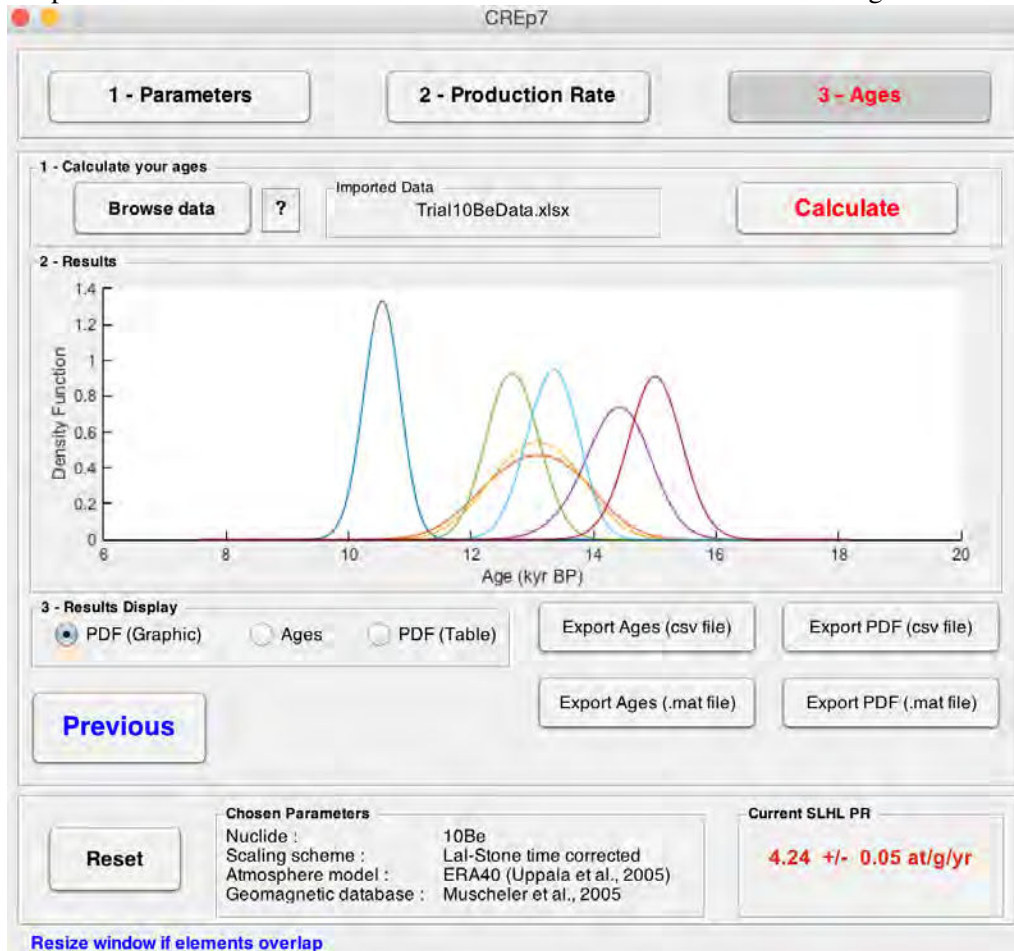 CREp7
1 - Parameters
2 - Production Rate
3 - Ages
1 - Calculate your ages
Browse data
?
Imported Data
Trial10BeData.xlsx
Calculate
2 - Results
1.4
1.2
1
0.8
0.6
0.4
0.2
0
Density Function
6 8 10 12 14 16 18 20
Age (kyr BP)
3 - Results Display
PDF (Graphic) Ages PDF (Table)
Export Ages (csv file)
Export PDF (csv file)
Export Ages (.mat file)
Export PDF (.mat file)
Previous
Reset
Chosen Parameters
Nuclide : 10Be
Scaling scheme : Lal-Stone time corrected
Atmosphere model : ERA40 (Uppala et al., 2005)
Geomagnetic database : Muscheler et al., 2005
Current SLHL PR
4.24 +/- 0.05 at/g/yr
Resize window if elements overlap